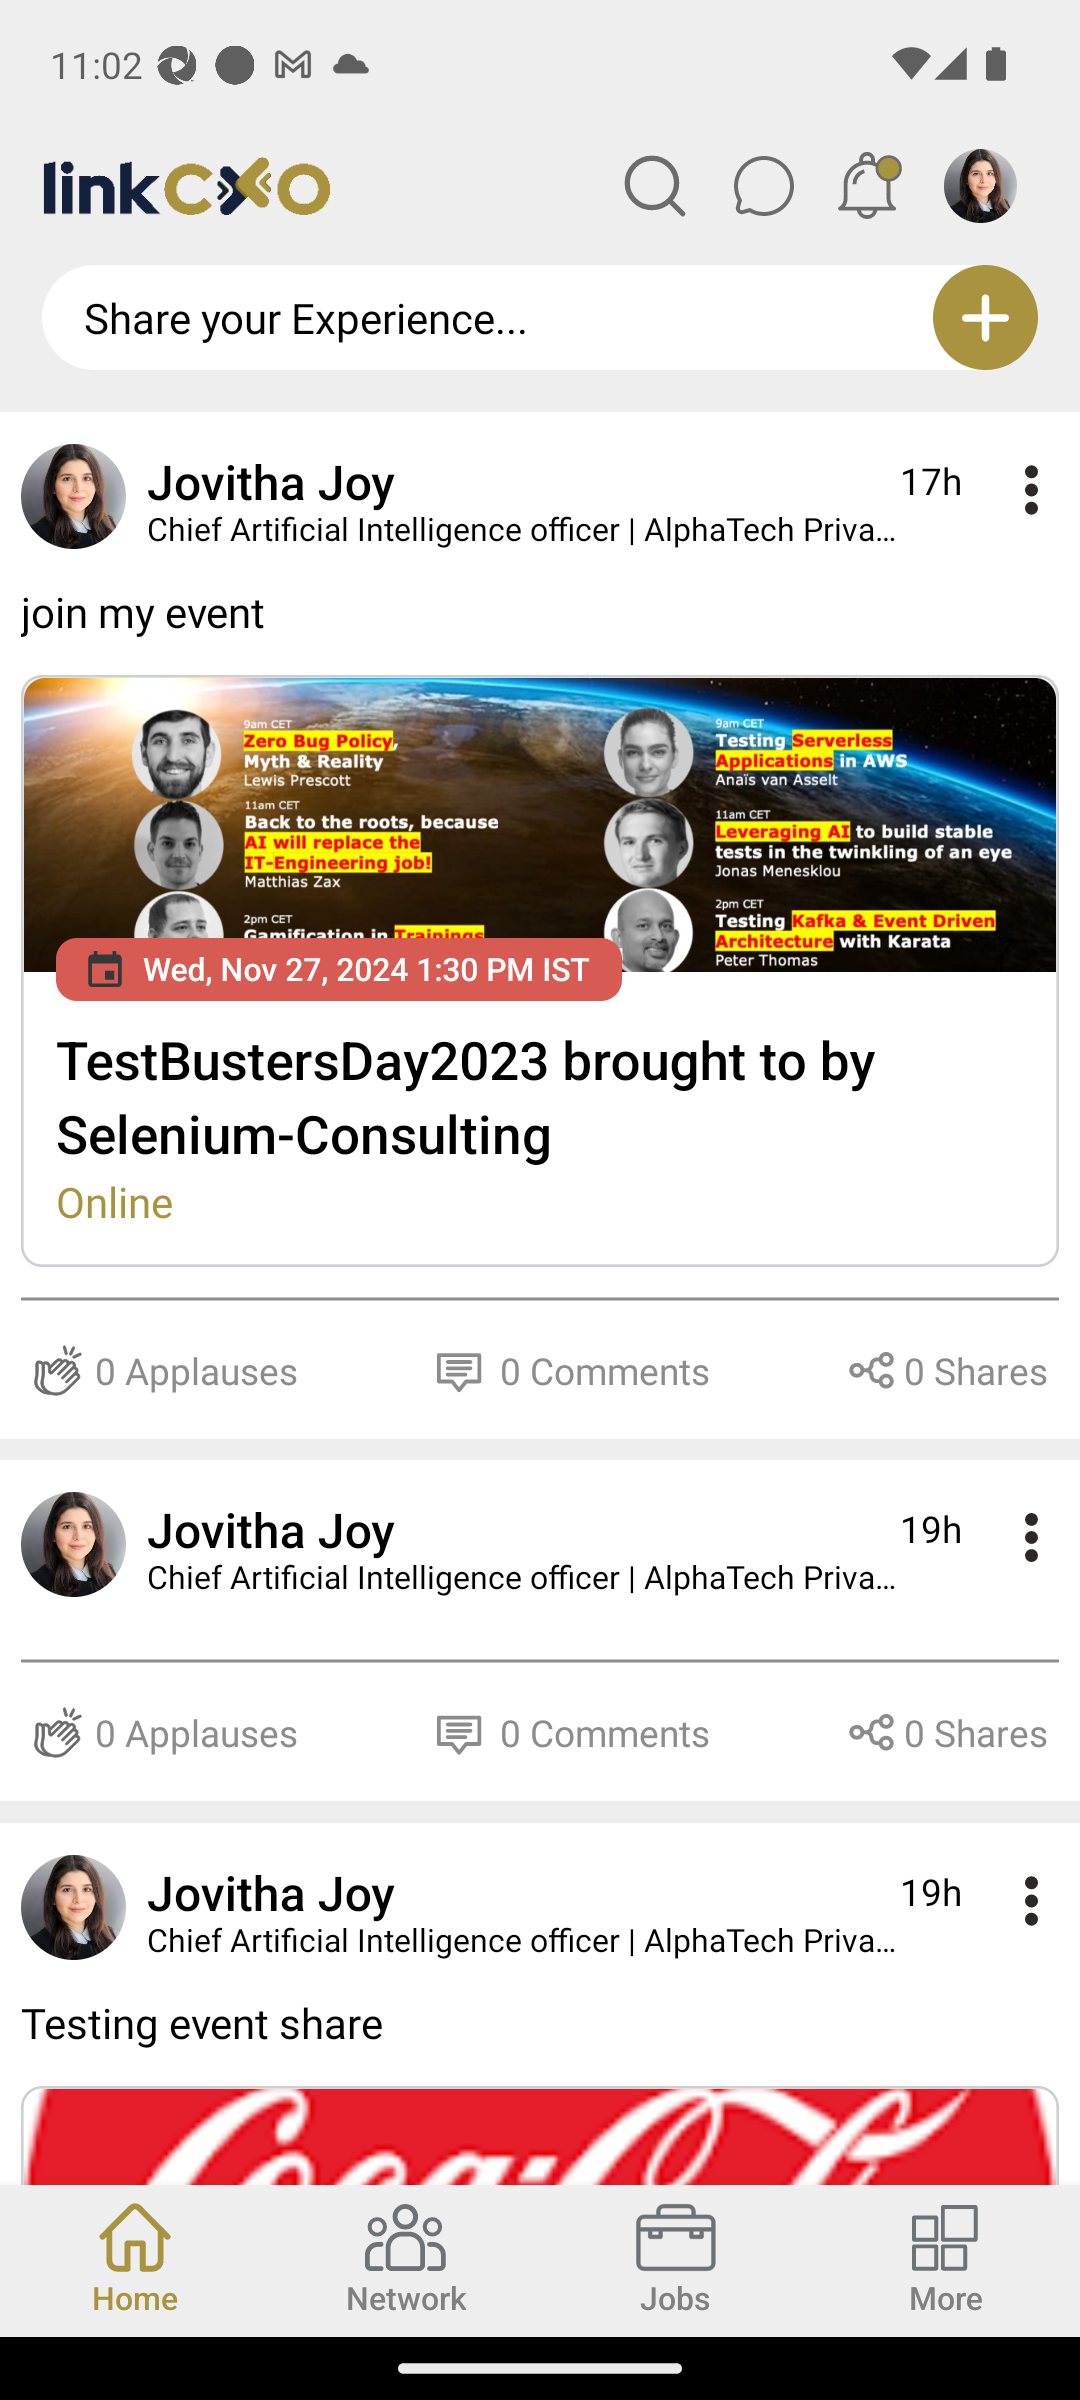 11:02
linkCXO
Share your Experience...
Jovitha Joy
17h
Chief Artificial Intelligence officer | AlphaTech Priva...
join my event
9am CET
Zero Bug Policy,
Myth & Reality
Lewis Prescott
11am CET
Back to the roots, because
AI will replace the
IT-Engineering job!
Matthias Zax
2pm CET
Gamification in Trainings
9am CET
Testing Serverless
Applications in AWS
Anaïs van Asselt
11am CET
Leveraging AI to build stable
tests in the twinkling of an eye
Jonas Menesklou
2pm CET
Testing Kafka & Event Driven
Architecture with Karata
Peter Thomas
Wed, Nov 27, 2024 1:30 PM IST
TestBustersDay2023 brought to by
Selenium-Consulting
Online
0 Applauses
0 Comments
0 Shares
Jovitha Joy
19h
Chief Artificial Intelligence officer | AlphaTech Priva...
0 Applauses
0 Comments
0 Shares
Jovitha Joy
19h
Chief Artificial Intelligence officer | AlphaTech Priva...
Testing event share
Coca-Cola
Home
Network
Jobs
More